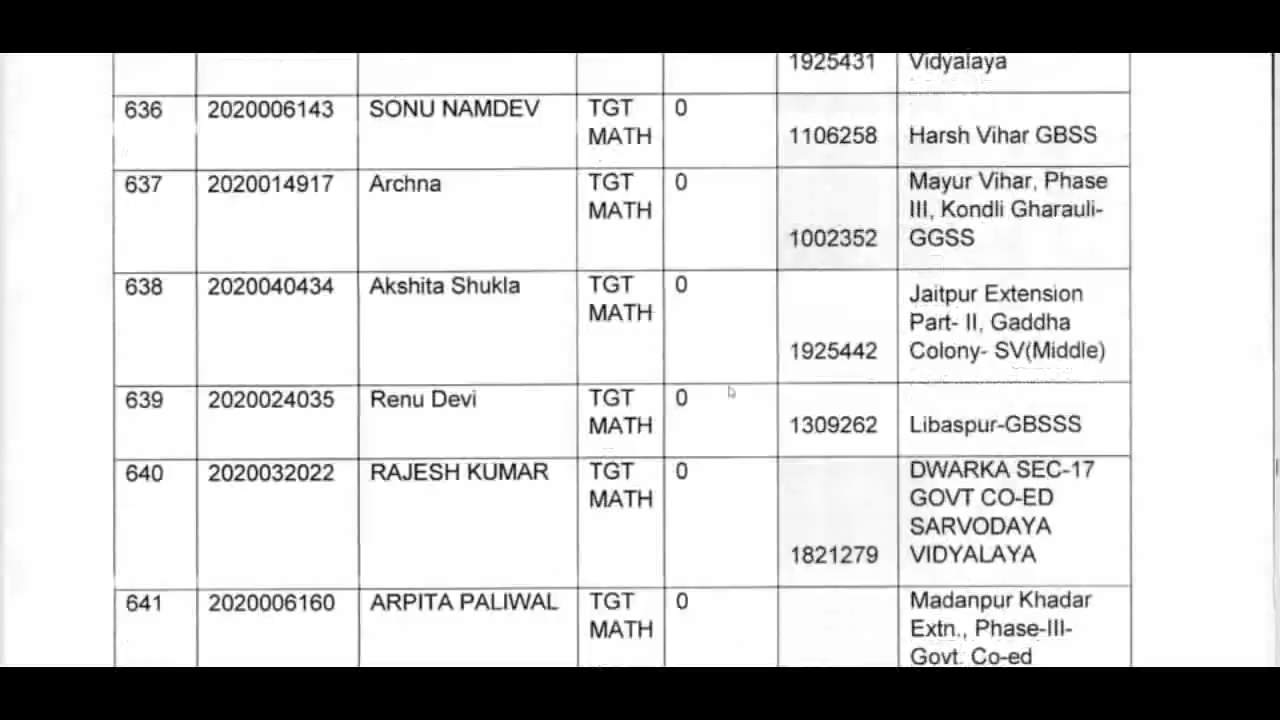 1925431 Vidyalaya
636 2020006143 SONU NAMDEV TGT 0
MATH 1106258 Harsh Vihar GBSS
637 2020014917 Archna TGT 0 Mayur Vihar, Phase
MATH III, Kondli Gharauli-
1002352 GGSS
638 2020040434 Akshita Shukla TGT 0 Jaitpur Extension
MATH Part- II, Gaddha
1925442 Colony- SV(Middle)
639 2020024035 Renu Devi TGT 0
MATH 1309262 Libaspur-GBSSS
640 2020032022 RAJESH KUMAR TGT 0 DWARKA SEC-17
MATH GOVT CO-ED
SARVODAYA
1821279 VIDYALAYA
641 2020006160 ARPITA PALIWAL TGT 0 Madanpur Khadar
MATH Extn., Phase-III-
Govt. Co-ed